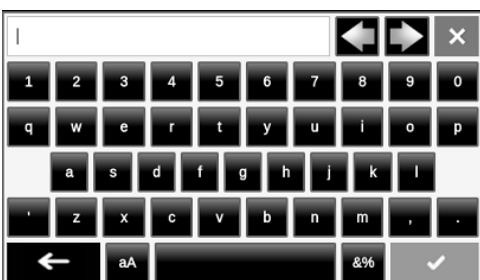 1 2 3 4 5 6 7 8 9 0
q w e r t y u i o p
a s d f g h j k l
' z x c v b n m , .
aA &%